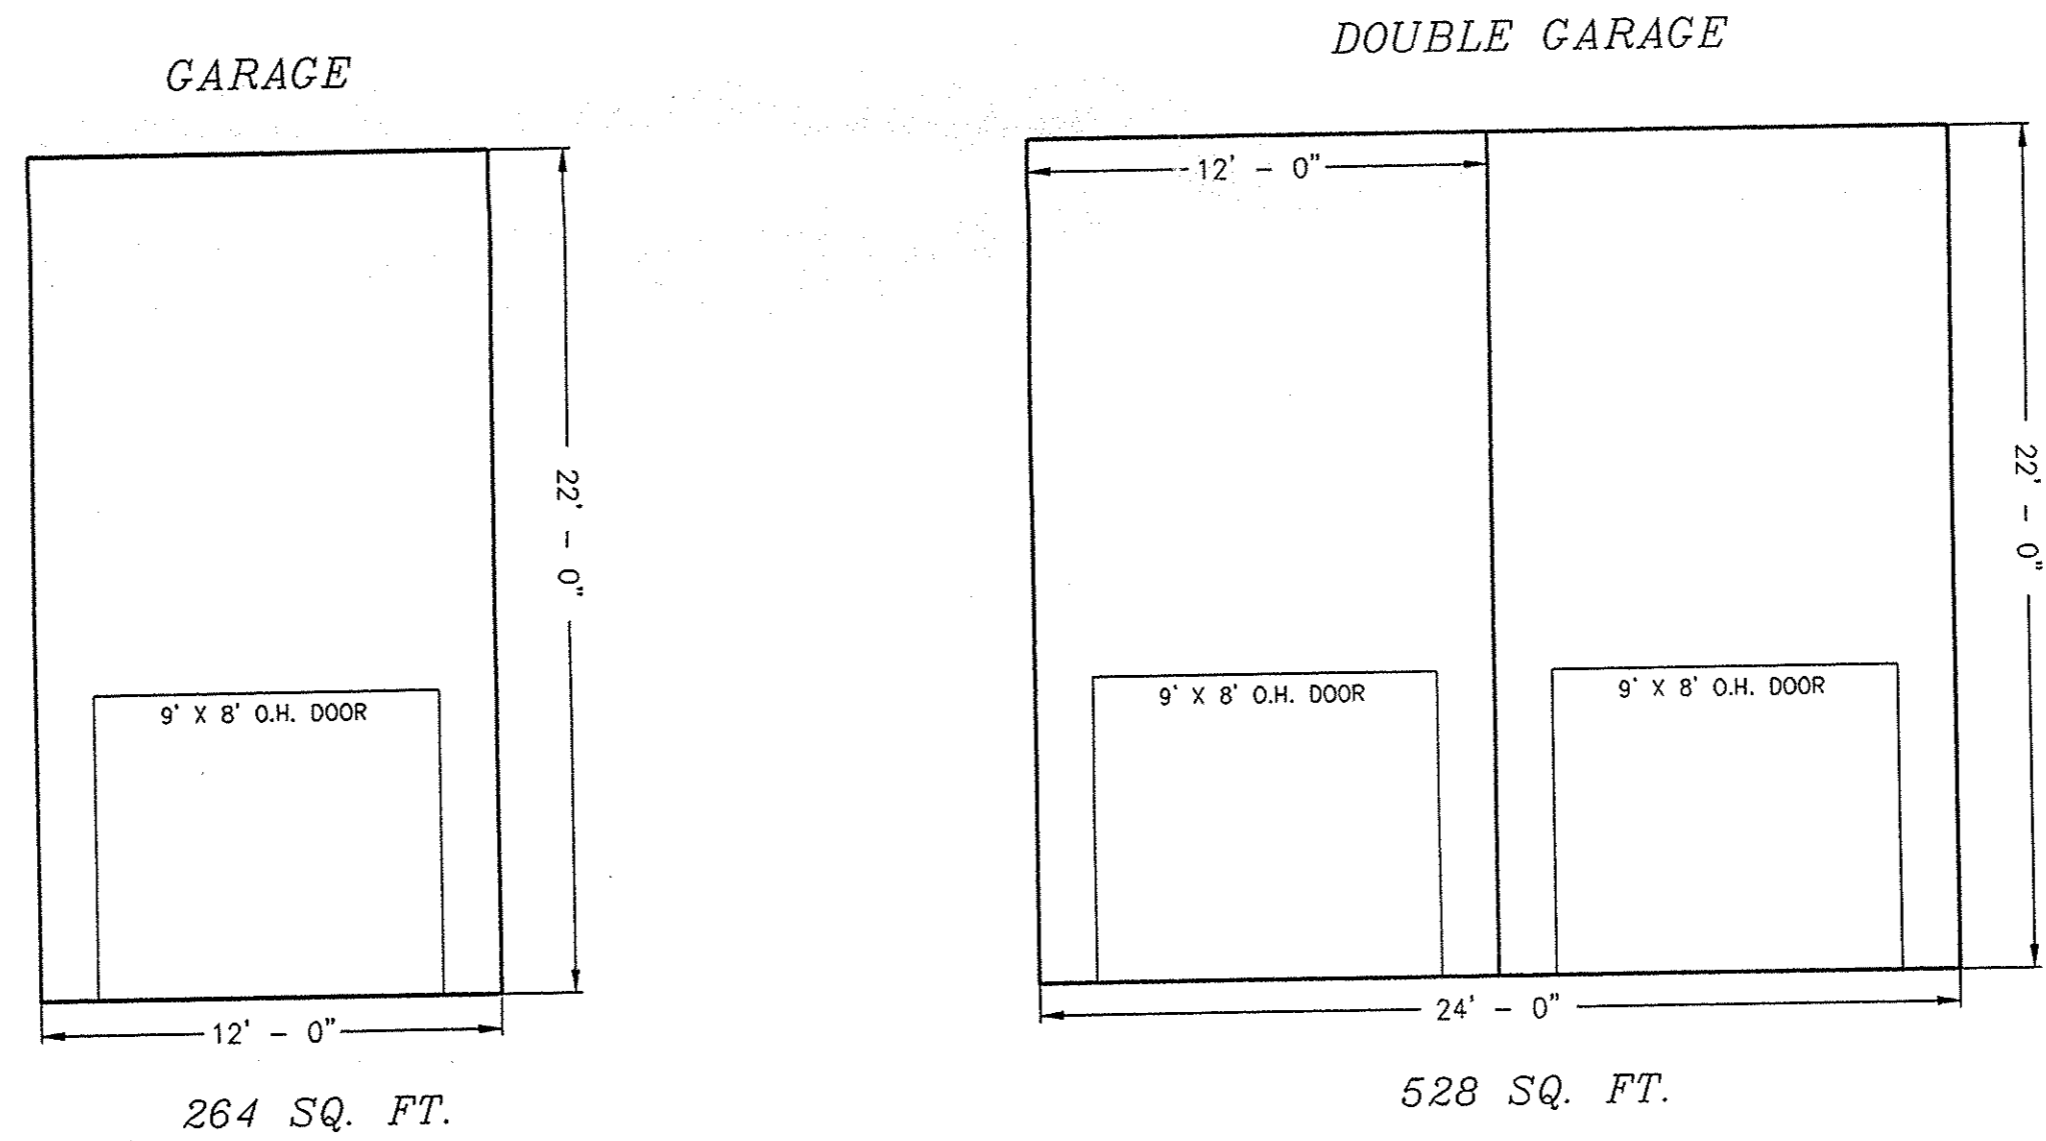 GARAGE
22' - 0"
9' X 8' O.H. DOOR
12' - 0"
264 SQ. FT.
DOUBLE GARAGE
12' - 0"
22' - 0"
9' X 8' O.H. DOOR
9' X 8' O.H. DOOR
24' - 0"
528 SQ. FT.